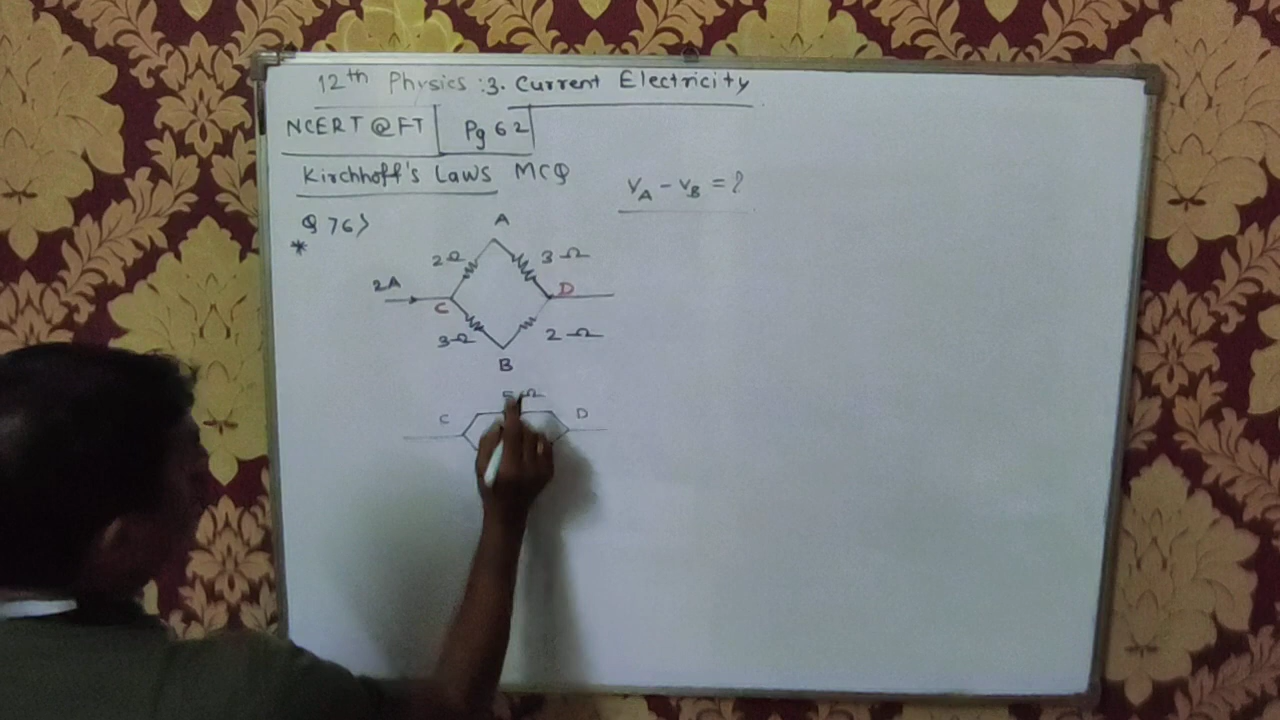 12th Physics : 3. Current Electricity
NCERT @ FT Pg 62
Kirchhoff's Laws MCQ
VA - VB = ?
Q 76>
*
A
2Ω 3Ω
2A
C D
3Ω 2Ω
B
5Ω
C D